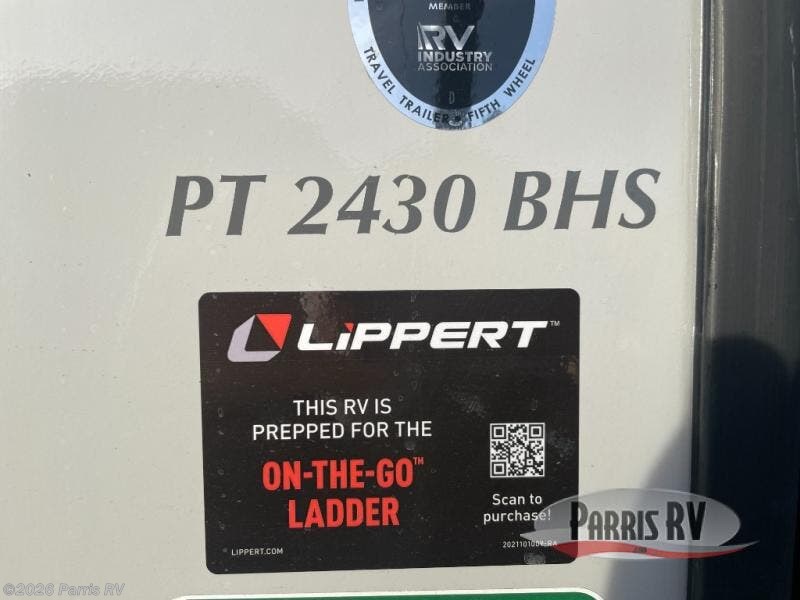 MEMBER
RV
INDUSTRY
ASSOCIATION
TRAVEL TRAILER
FIFTH WHEEL
PT 2430 BHS
LiPPERT™
THIS RV IS
PREPPED FOR THE
ON-THE-GO™
LADDER
Scan to
purchase!
LIPPERT.COM
PARRIS RV
©2026 Parris RV